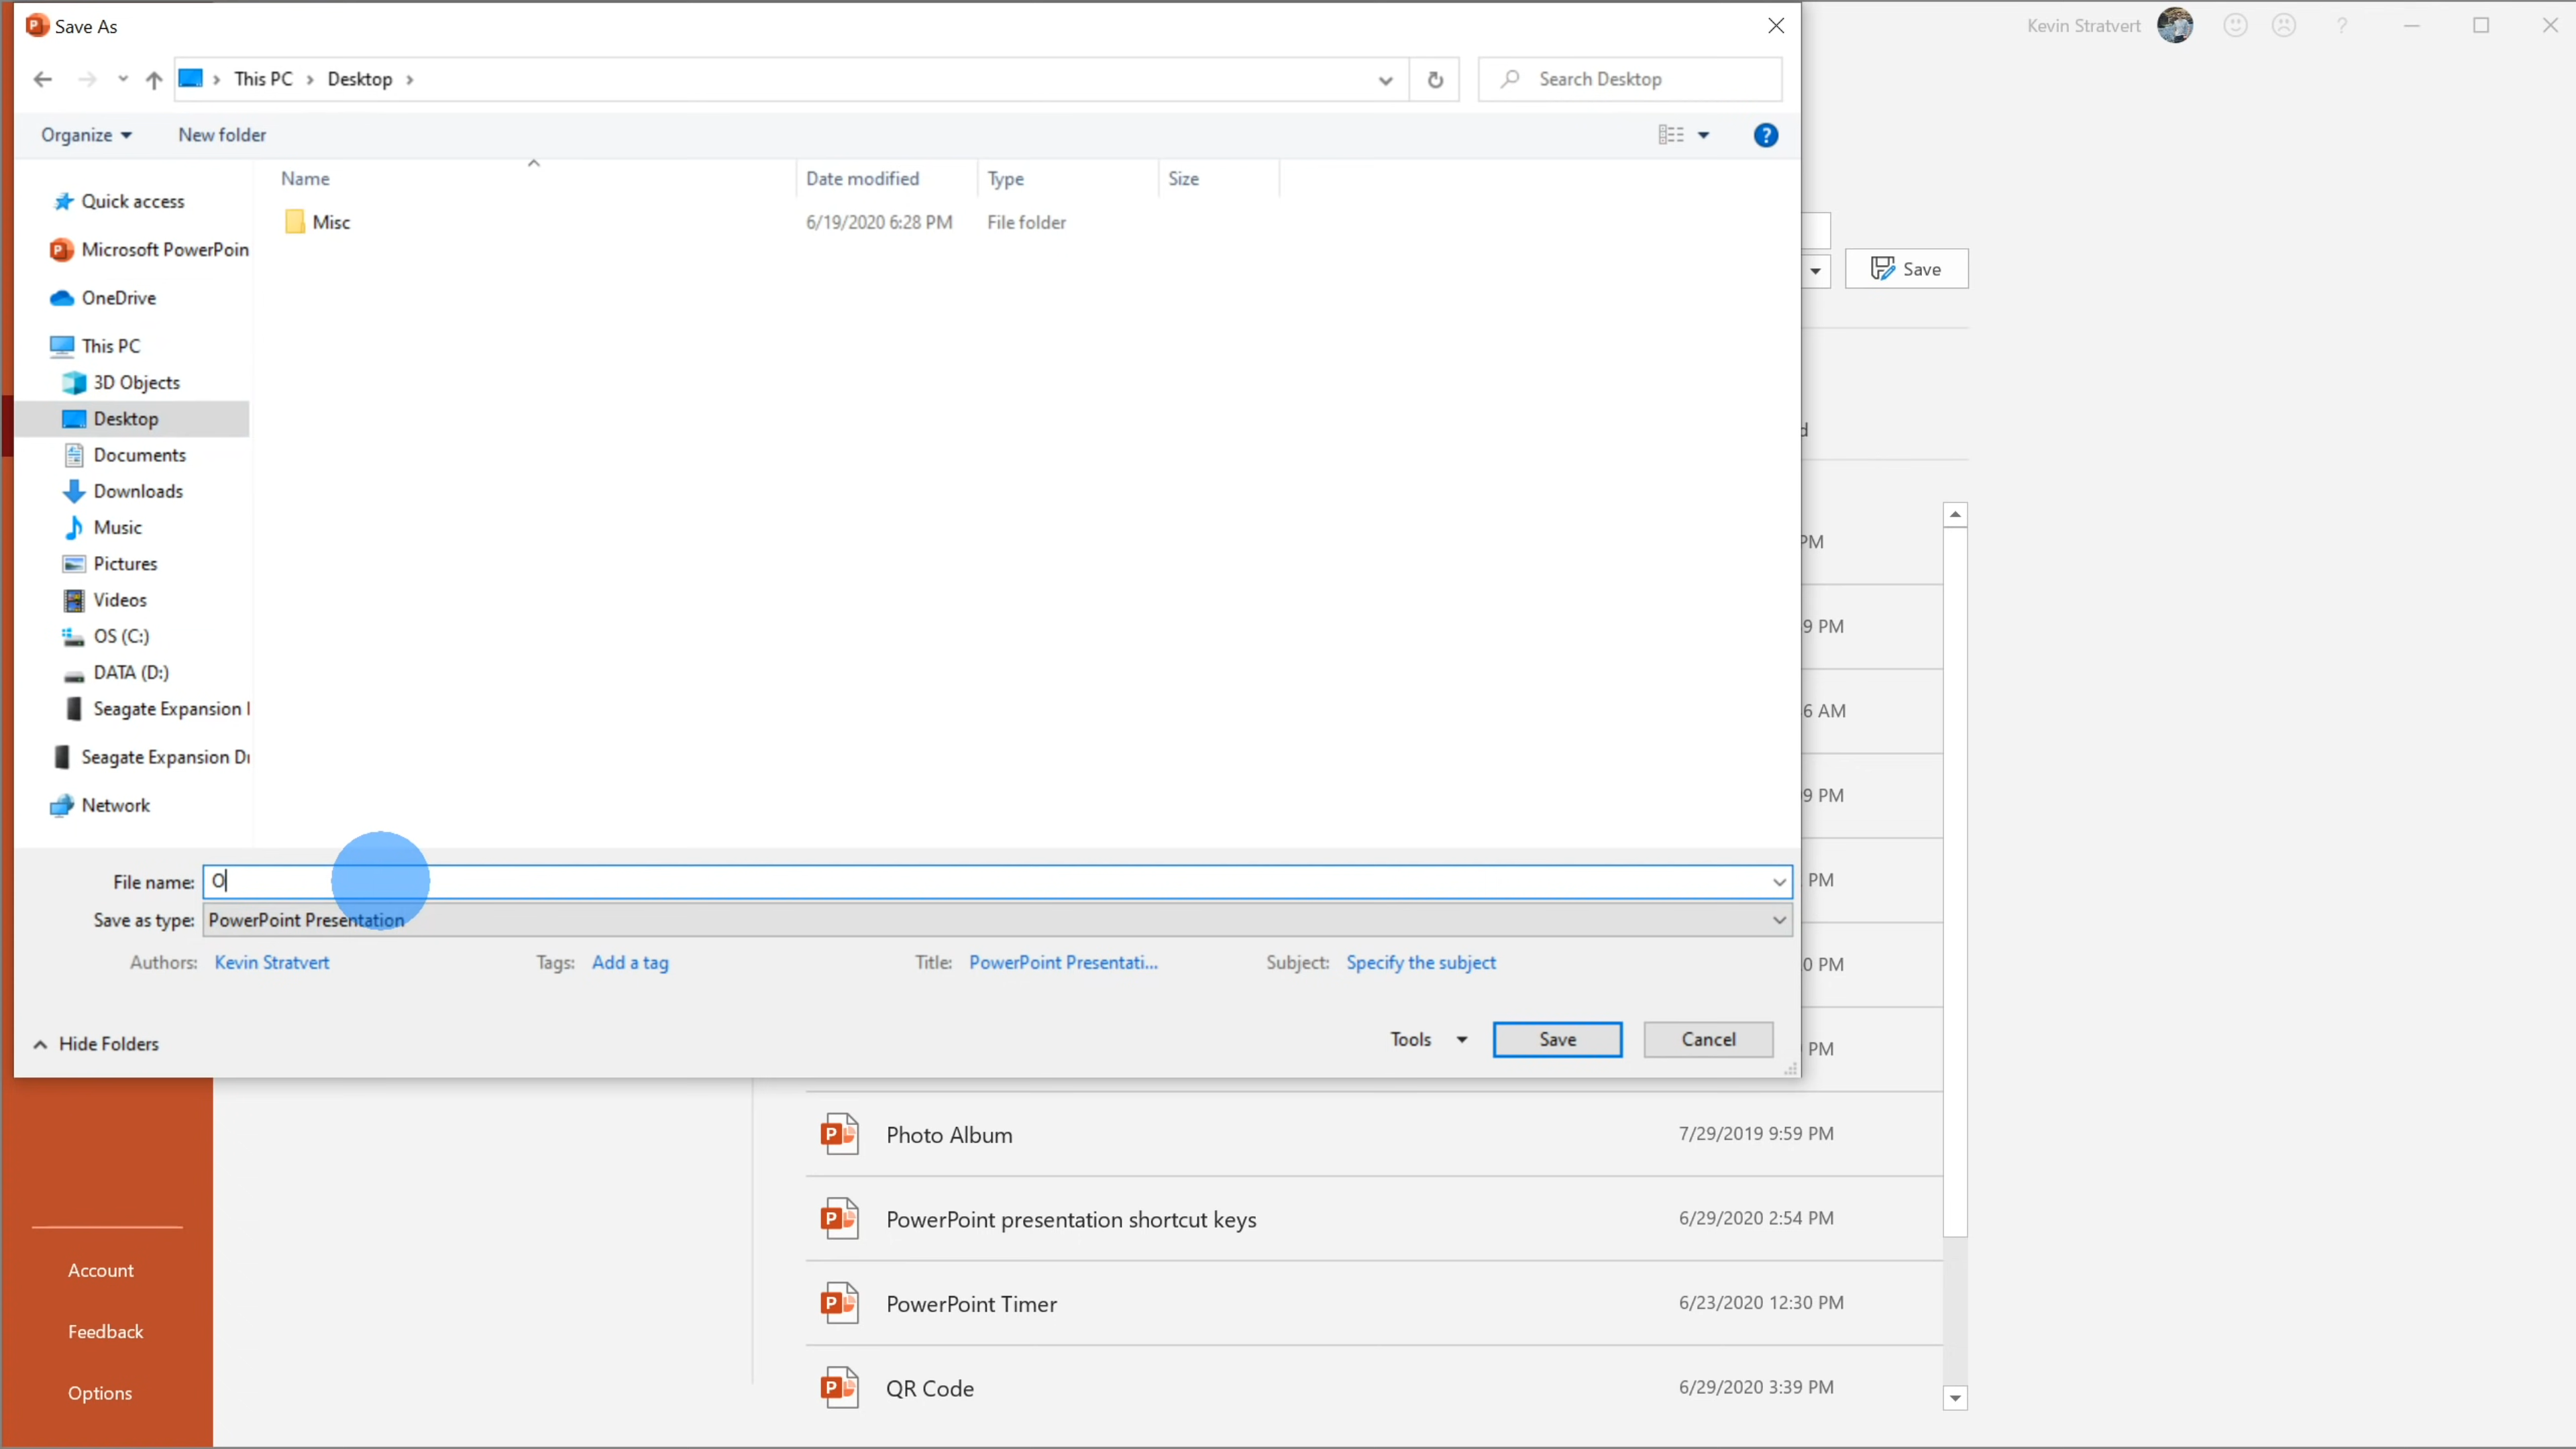 Save As
Kevin Stratvert
This PC
Desktop
Search Desktop
Organize
New folder
Name
Date modified
Type
Size
Misc
6/19/2020 6:28 PM
File folder
Quick access
Microsoft PowerPoin
OneDrive
This PC
3D Objects
Desktop
Documents
Downloads
Music
Pictures
Videos
OS (C:)
DATA (D:)
Seagate Expansion
Seagate Expansion
Network
Save
PM
9 PM
6 AM
9 PM
PM
0 PM
PM
File name: O
Save as type: PowerPoint Presentation
Authors: Kevin Stratvert
Tags: Add a tag
Title: PowerPoint Presentati...
Subject: Specify the subject
Hide Folders
Tools
Save
Cancel
Photo Album
7/29/2019 9:59 PM
PowerPoint presentation shortcut keys
6/29/2020 2:54 PM
PowerPoint Timer
6/23/2020 12:30 PM
QR Code
6/29/2020 3:39 PM
Account
Feedback
Options